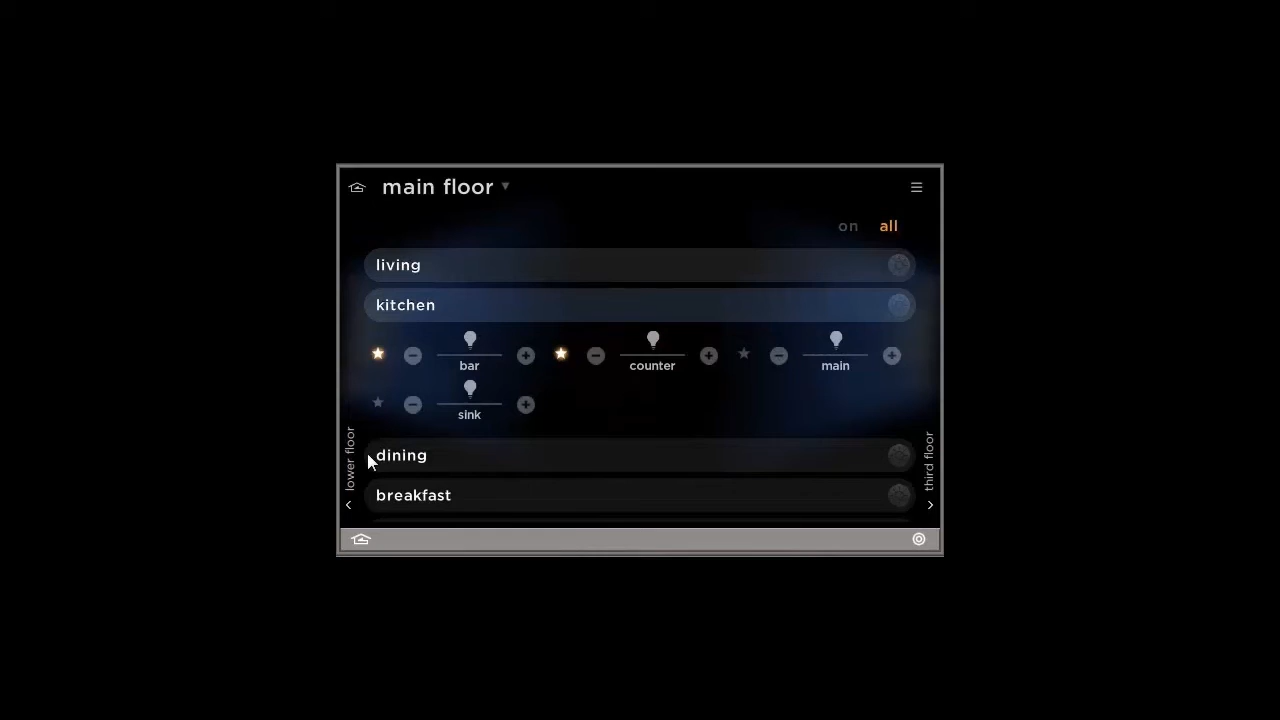 main floor
on all
living
kitchen
bar counter main
sink
dining
breakfast
lower floor
third floor